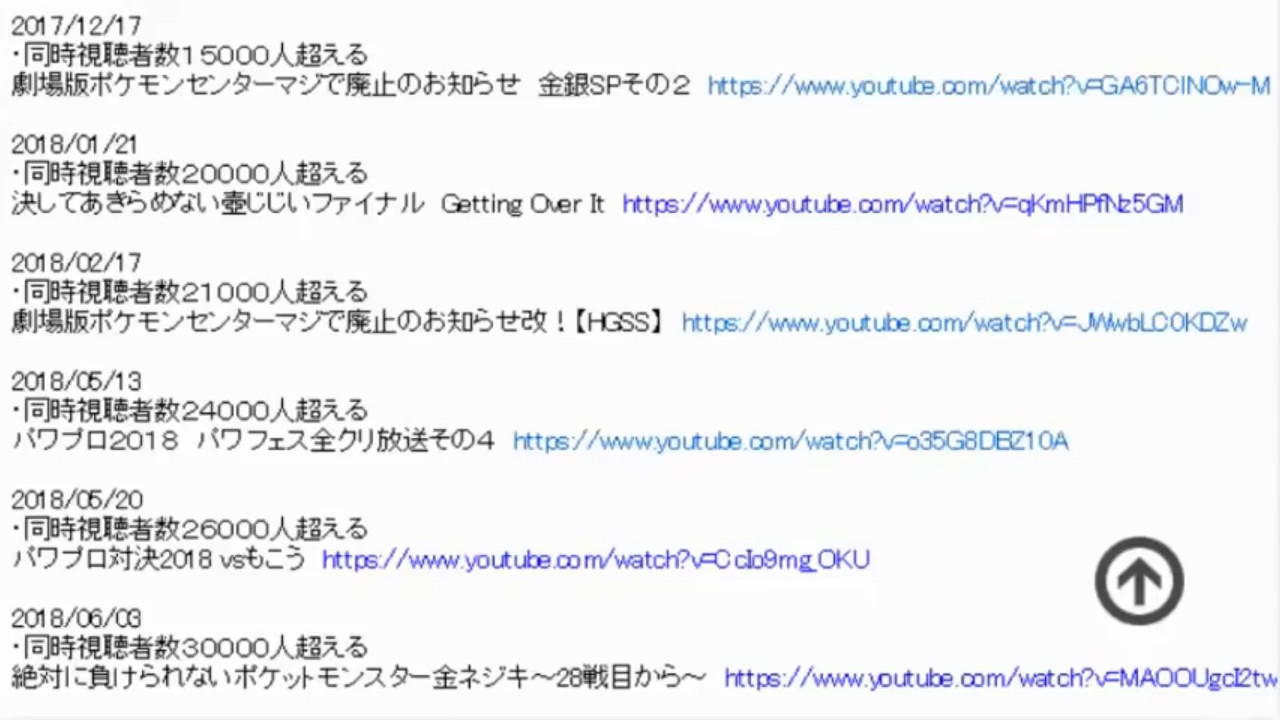 2017/12/17
・同時視聴者数15000人超える
劇場版ポケモンセンターマジで廃止のお知らせ　金銀SPその2　https://www.youtube.com/watch?v=GA6TCINOw-M
2018/01/21
・同時視聴者数20000人超える
決してあきらめない壺じじいファイナル　Getting Over It　https://www.youtube.com/watch?v=qKmHPfNz5GM
2018/02/17
・同時視聴者数21000人超える
劇場版ポケモンセンターマジで廃止のお知らせ改！【HGSS】　https://www.youtube.com/watch?v=JWwbLC0KDZw
2018/05/13
・同時視聴者数24000人超える
パワプロ2018　パワフェス全クリ放送その4　https://www.youtube.com/watch?v=o35G8DBZ10A
2018/05/20
・同時視聴者数26000人超える
パワプロ対決2018 vsもこう　https://www.youtube.com/watch?v=CcIo9mg_OKU
2018/06/03
・同時視聴者数30000人超える
絶対に負けられないポケットモンスター金ネジキ～28戦目から～　https://www.youtube.com/watch?v=MAOOUgcI2tw